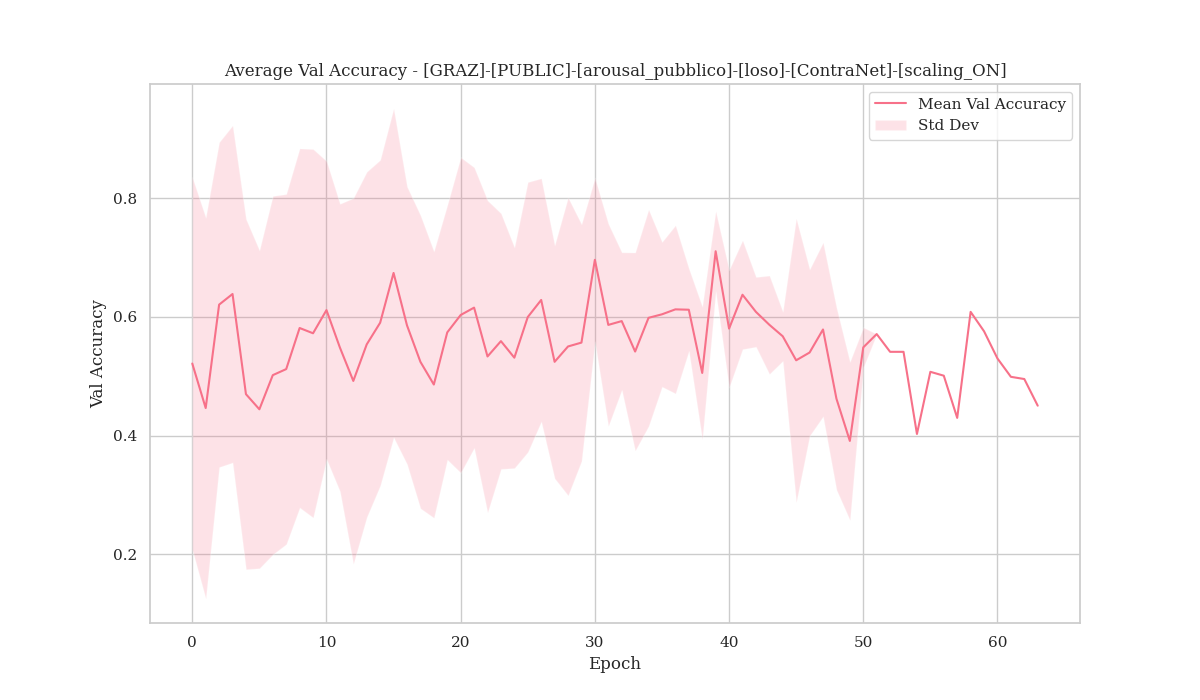 Average Val Accuracy - [GRAZ]-[PUBLIC]-[arousal_pubblico]-[loso]-[ContraNet]-[scaling_ON]
Mean Val Accuracy
Std Dev
Val Accuracy
0.8
0.6
0.4
0.2
0 10 20 30 40 50 60
Epoch